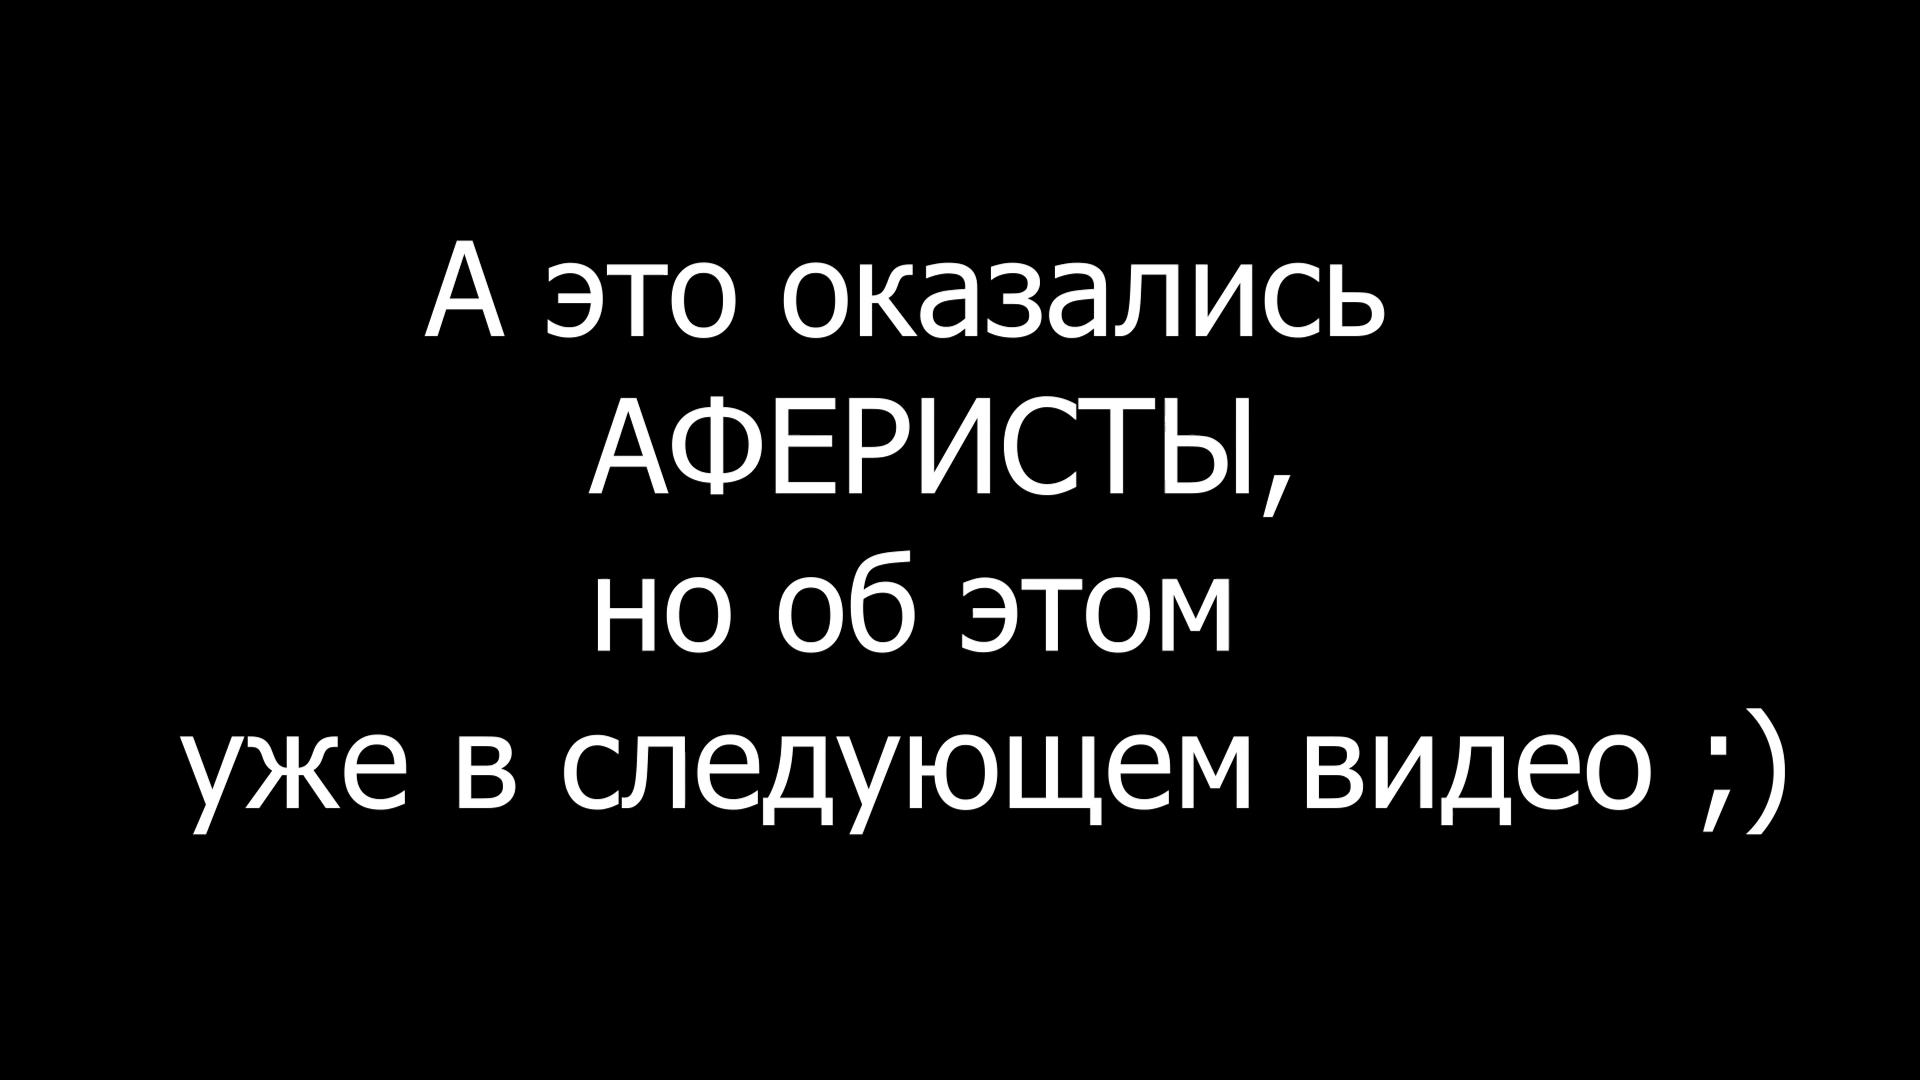 А это оказались
АФЕРИСТЫ,
но об этом
уже в следующем видео ;)